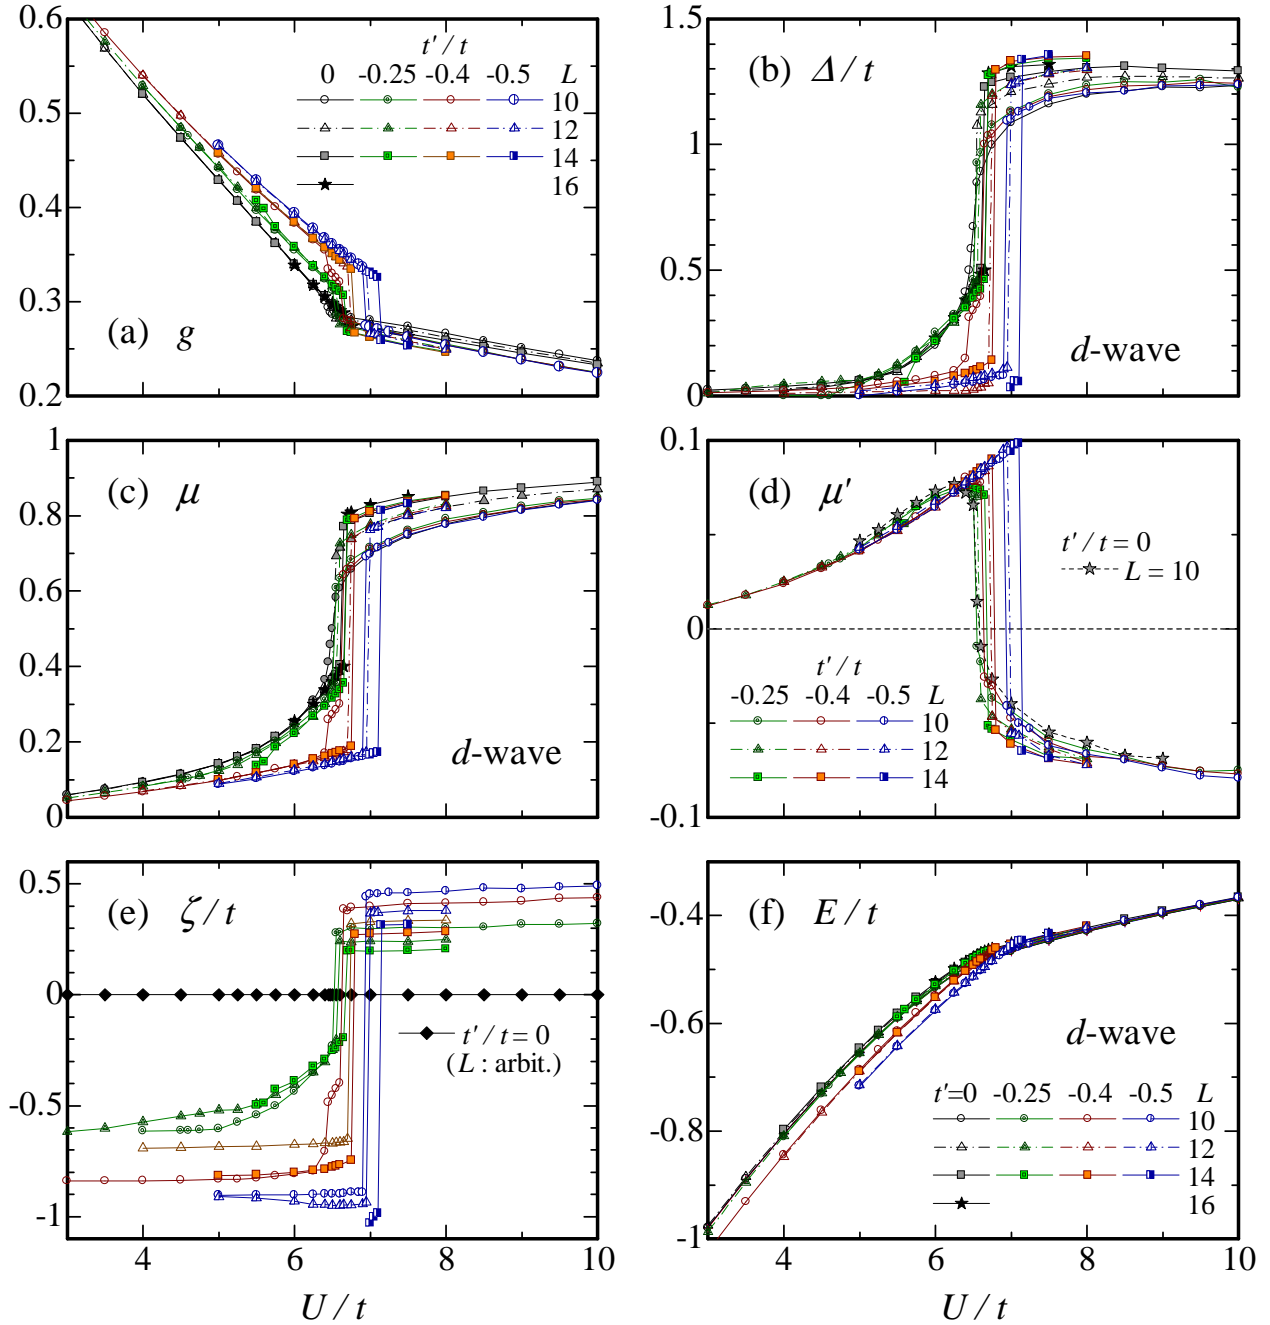 0.6
0.5
0.4
0.3
0.2
t'/t
0 -0.25 -0.4 -0.5 L
10
12
14
16
(a) g
1.5
1
0.5
0
(b) Δ/t
d-wave
1
0.8
0.6
0.4
0.2
0
(c) μ
d-wave
0.1
0
-0.1
(d) μ'
t'/t=0
L=10
t'/t
-0.25 -0.4 -0.5 L
10
12
14
0.5
0
-0.5
-1
(e) ζ/t
t'/t=0
(L : arbit.)
4 6 8 10
U/t
-0.4
-0.6
-0.8
-1
(f) E/t
d-wave
t'=0 -0.25 -0.4 -0.5 L
10
12
14
16
4 6 8 10
U/t